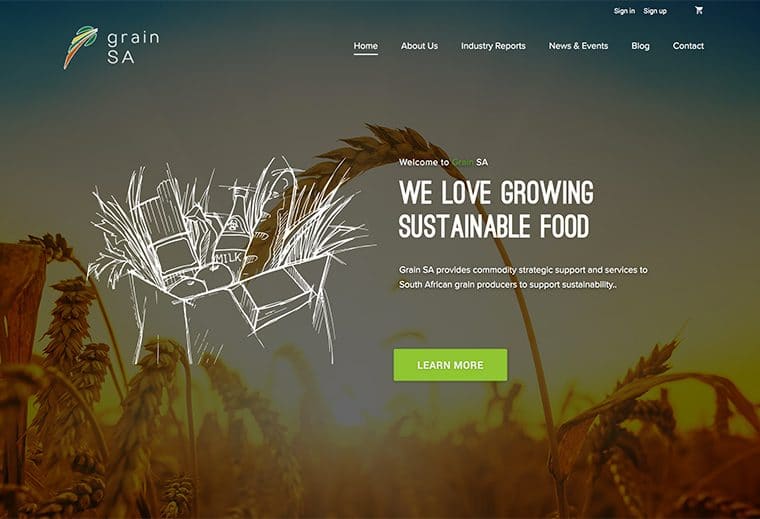 Sign in Sign up
grain
SA
Home About Us Industry Reports News & Events Blog Contact
Welcome to Grain SA
WE LOVE GROWING
SUSTAINABLE FOOD
MILK
Grain SA provides commodity strategic support and services to
South African grain producers to support sustainability..
LEARN MORE